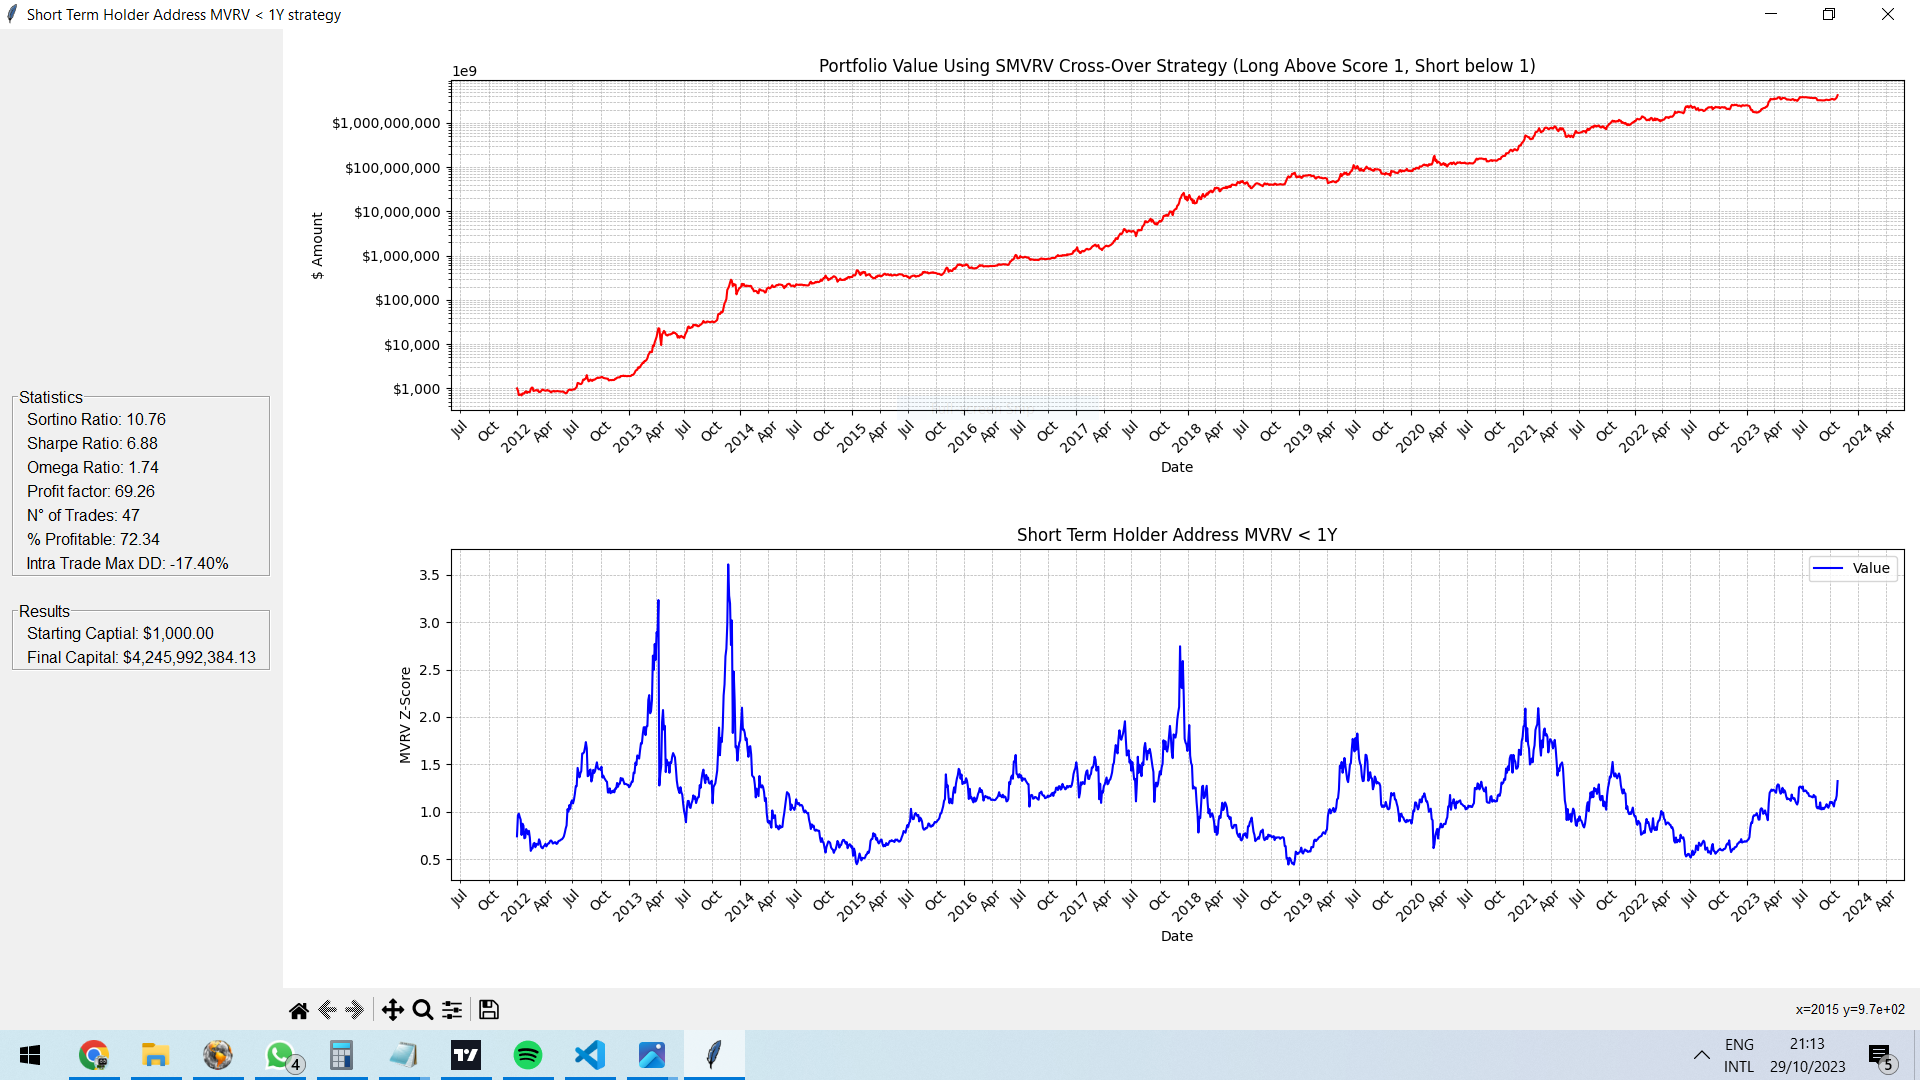 Short Term Holder Address MVRV < 1Y strategy
Portfolio Value Using SMVRV Cross-Over Strategy (Long Above Score 1, Short below 1)
1e9
$1,000,000,000
$100,000,000
$10,000,000
$1,000,000
$100,000
$10,000
$1,000
$ Amount
Jul Oct 2012 Apr Jul Oct 2013 Apr Jul Oct 2014 Apr Jul Oct 2015 Apr Jul Oct 2016 Apr Jul Oct 2017 Apr Jul Oct 2018 Apr Jul Oct 2019 Apr Jul Oct 2020 Apr Jul Oct 2021 Apr Jul Oct 2022 Apr Jul Oct 2023 Apr Jul Oct 2024 Apr
Date
Statistics
Sortino Ratio: 10.76
Sharpe Ratio: 6.88
Omega Ratio: 1.74
Profit factor: 69.26
N° of Trades: 47
% Profitable: 72.34
Intra Trade Max DD: -17.40%
Results
Starting Captial: $1,000.00
Final Capital: $4,245,992,384.13
Short Term Holder Address MVRV < 1Y
Value
3.5
3.0
2.5
2.0
1.5
1.0
0.5
MVRV Z-Score
Jul Oct 2012 Apr Jul Oct 2013 Apr Jul Oct 2014 Apr Jul Oct 2015 Apr Jul Oct 2016 Apr Jul Oct 2017 Apr Jul Oct 2018 Apr Jul Oct 2019 Apr Jul Oct 2020 Apr Jul Oct 2021 Apr Jul Oct 2022 Apr Jul Oct 2023 Apr Jul Oct 2024 Apr
Date
x=2015 y=9.7e+02
4
ENG
INTL
21:13
29/10/2023
5